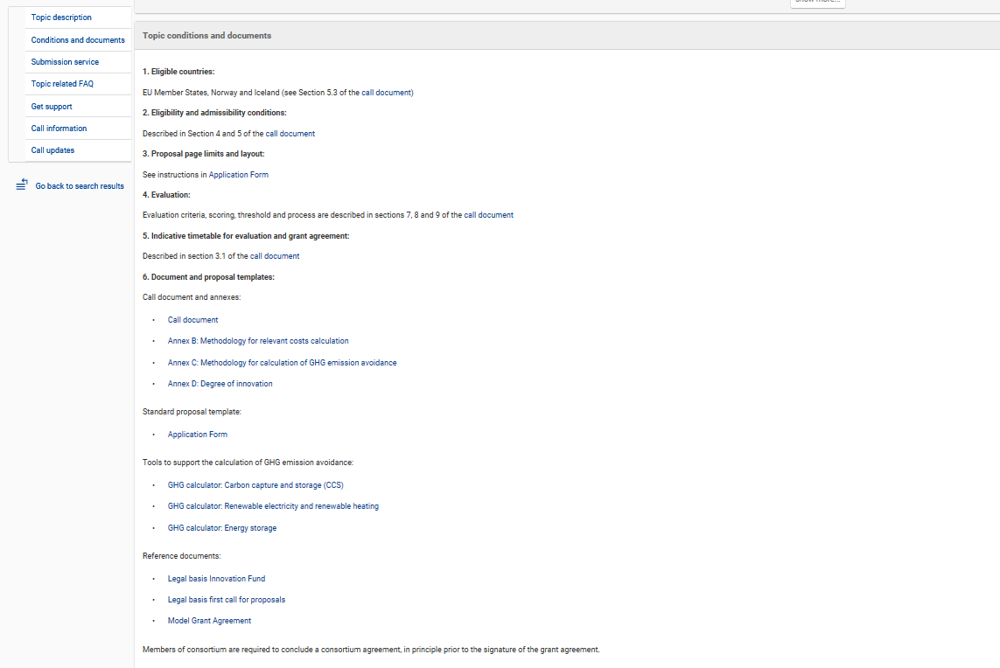 Show more...
Topic description
Conditions and documents
Submission service
Topic related FAQ
Get support
Call information
Call updates
Go back to search results
Topic conditions and documents
1. Eligible countries:
EU Member States, Norway and Iceland (see Section 5.3 of the call document)
2. Eligibility and admissibility conditions:
Described in Section 4 and 5 of the call document
3. Proposal page limits and layout:
See instructions in Application Form
4. Evaluation:
Evaluation criteria, scoring, threshold and process are described in sections 7, 8 and 9 of the call document
5. Indicative timetable for evaluation and grant agreement:
Described in section 3.1 of the call document
6. Document and proposal templates:
Call document and annexes:
• Call document
• Annex B: Methodology for relevant costs calculation
• Annex C: Methodology for calculation of GHG emission avoidance
• Annex D: Degree of innovation
Standard proposal template:
• Application Form
Tools to support the calculation of GHG emission avoidance:
• GHG calculator: Carbon capture and storage (CCS)
• GHG calculator: Renewable electricity and renewable heating
• GHG calculator: Energy storage
Reference documents:
• Legal basis Innovation Fund
• Legal basis first call for proposals
• Model Grant Agreement
Members of consortium are required to conclude a consortium agreement, in principle prior to the signature of the grant agreement.